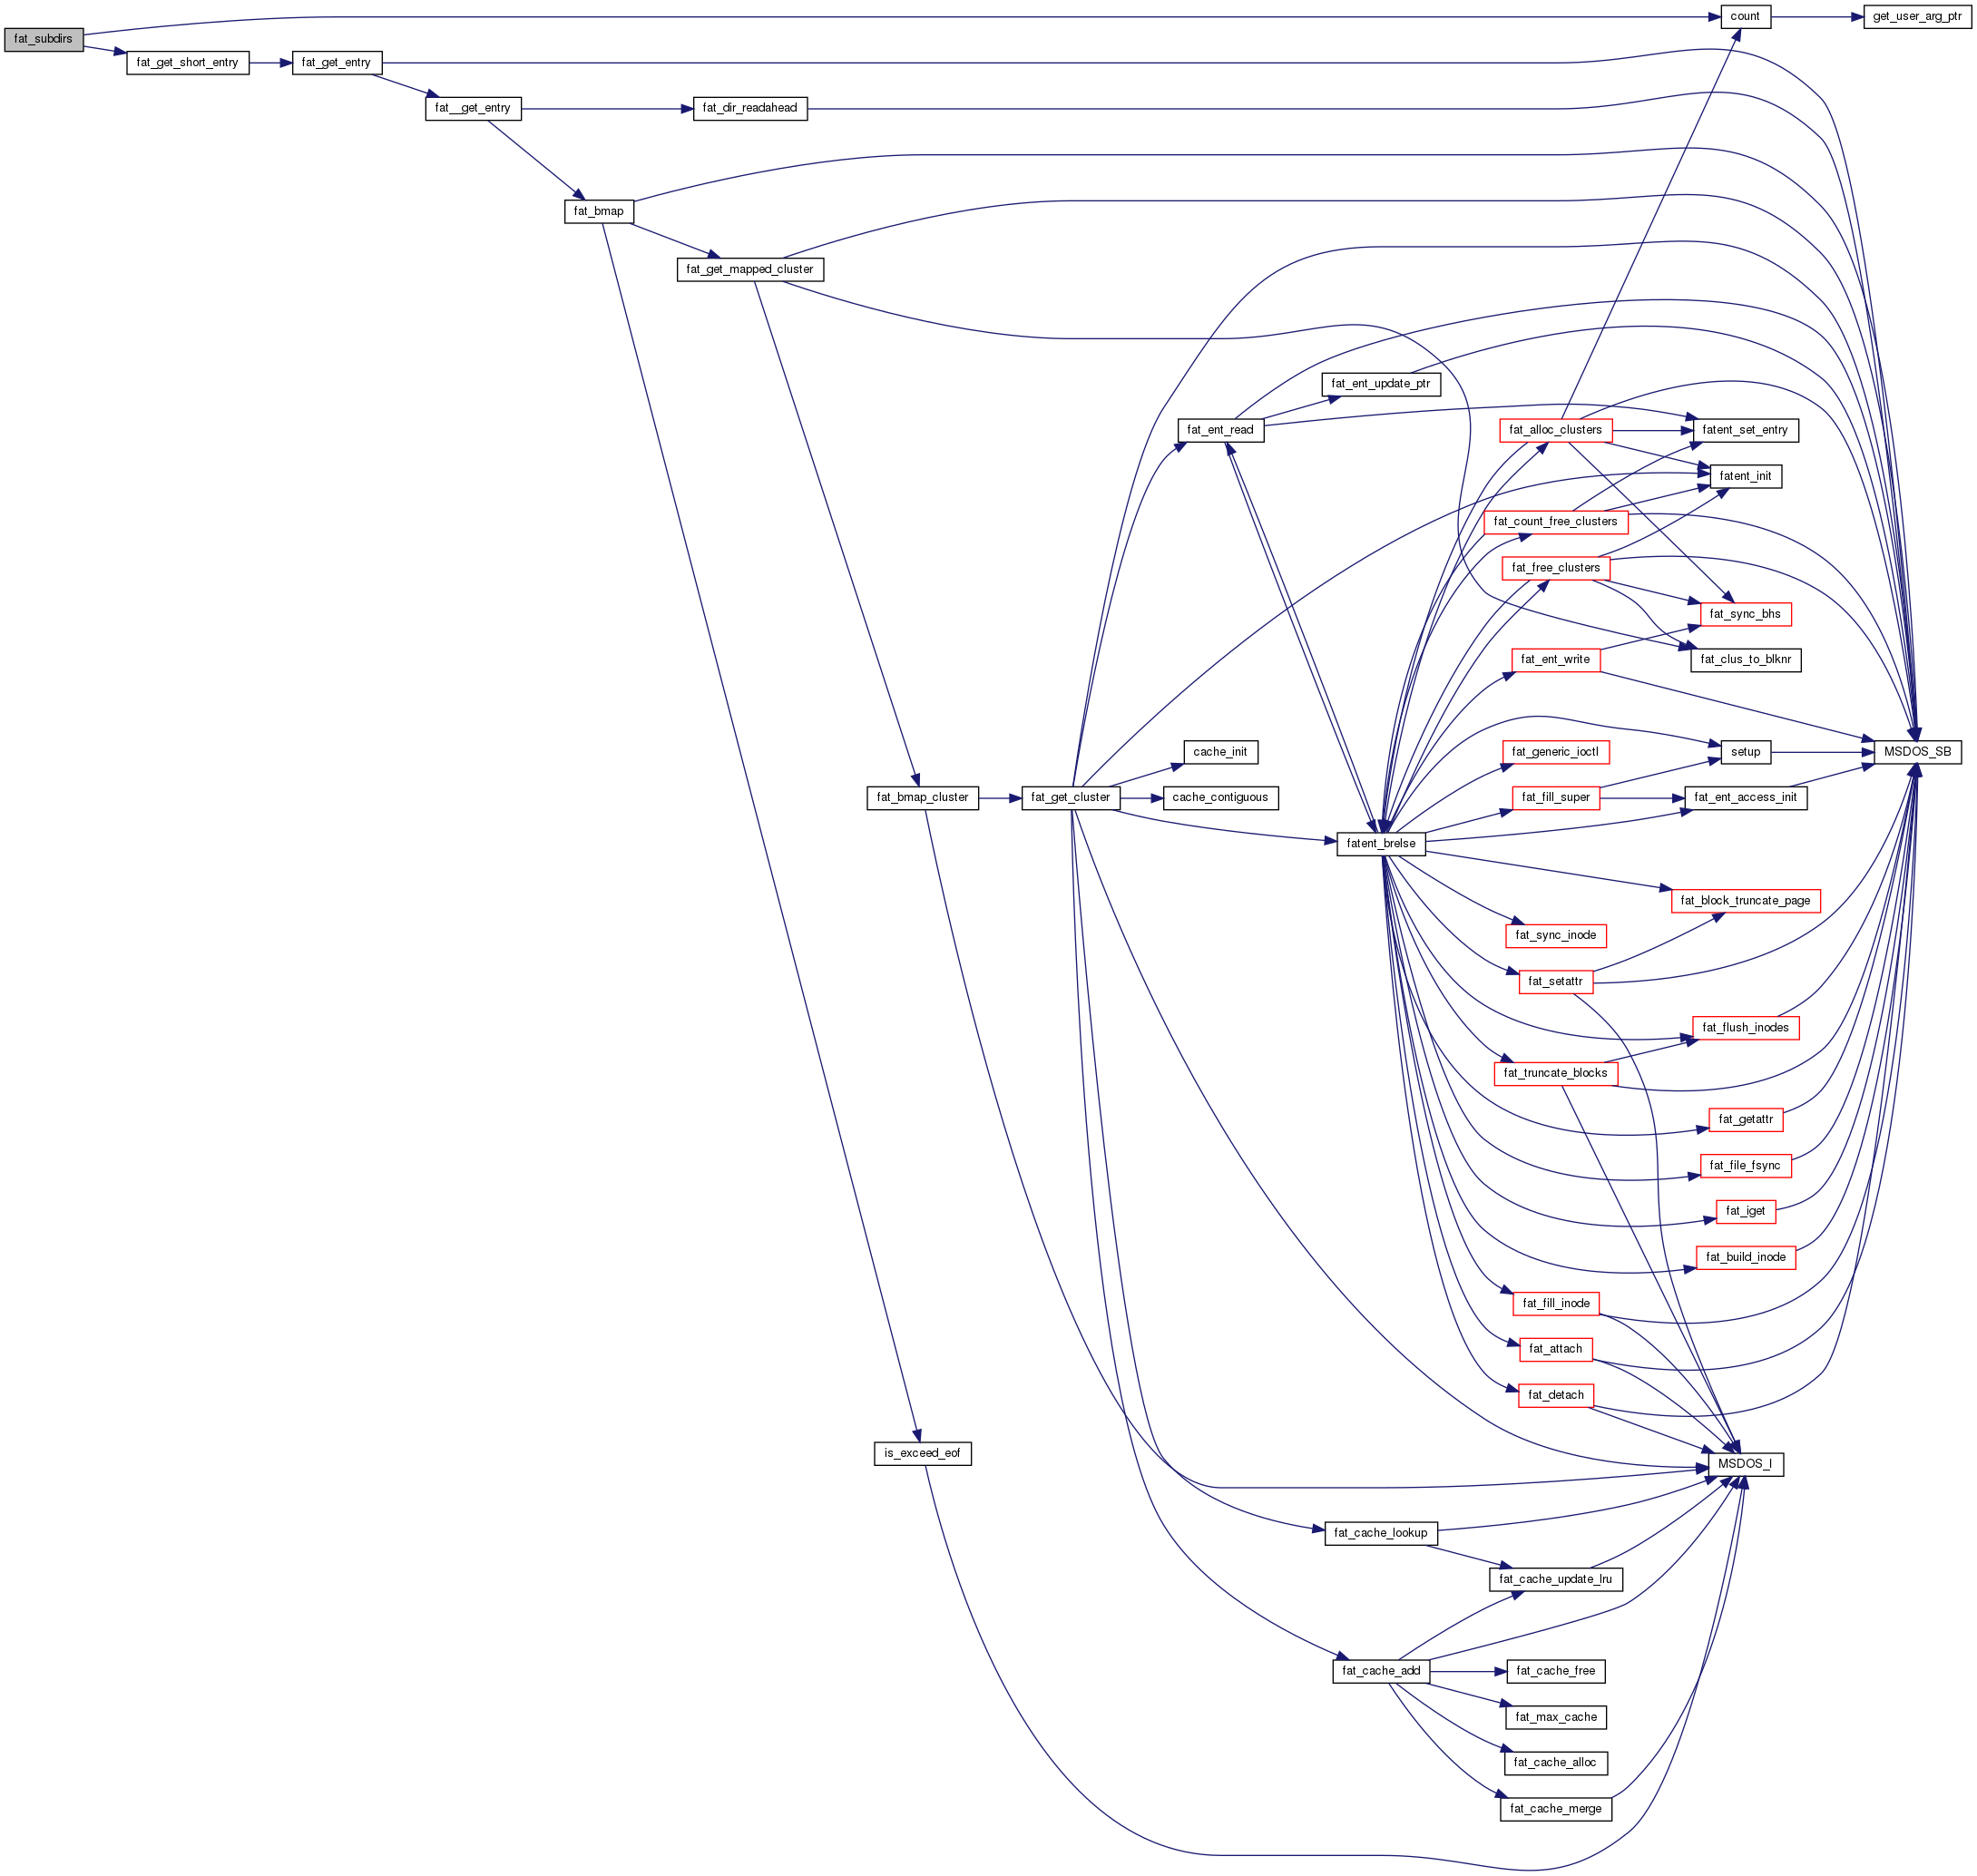 count
get_user_arg_ptr
fat_subdirs
fat_get_short_entry
fat_get_entry
fat__get_entry
fat_dir_readahead
fat_bmap
fat_get_mapped_cluster
fat_ent_update_ptr
fat_ent_read
fat_alloc_clusters
fatent_set_entry
fatent_init
fat_count_free_clusters
fat_free_clusters
fat_sync_bhs
fat_ent_write
fat_clus_to_blknr
cache_init
fat_generic_ioctl
setup
MSDOS_SB
fat_bmap_cluster
fat_get_cluster
cache_contiguous
fat_fill_super
fat_ent_access_init
fatent_brelse
fat_block_truncate_page
fat_sync_inode
fat_setattr
fat_flush_inodes
fat_truncate_blocks
fat_getattr
fat_file_fsync
fat_iget
fat_build_inode
fat_fill_inode
fat_attach
fat_detach
is_exceed_eof
MSDOS_I
fat_cache_lookup
fat_cache_update_lru
fat_cache_add
fat_cache_free
fat_max_cache
fat_cache_alloc
fat_cache_merge